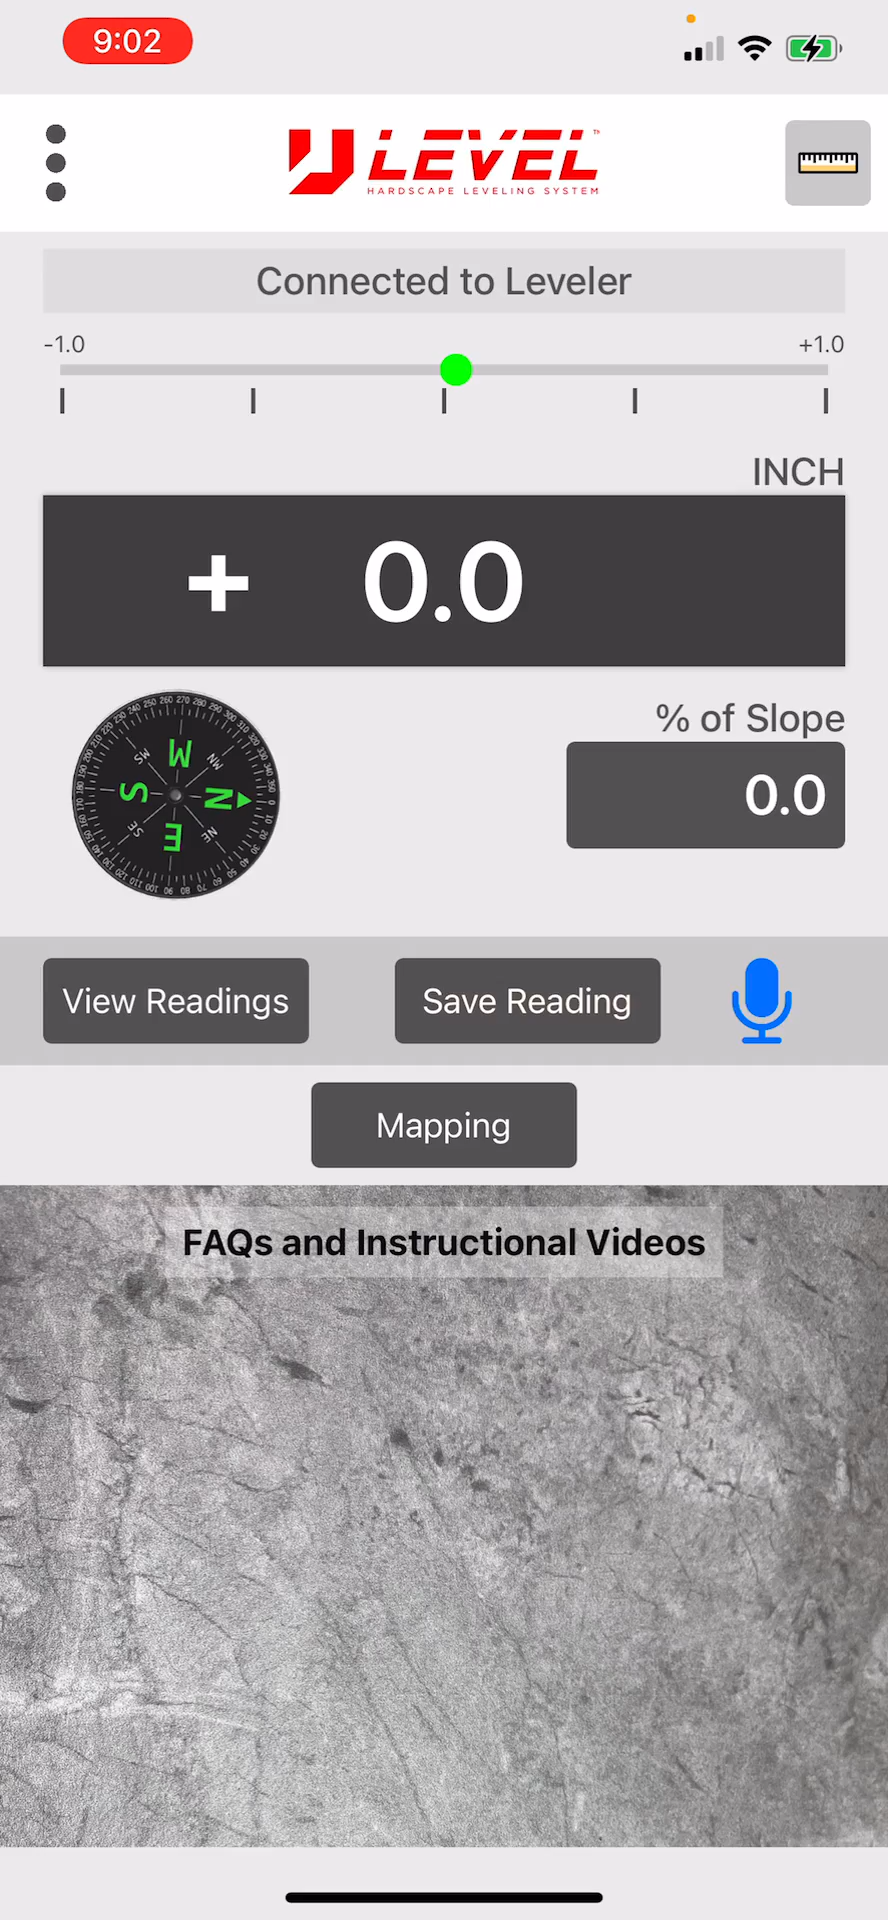 9:02
LEVEL™
HARDSCAPE LEVELING SYSTEM
Connected to Leveler
-1.0 +1.0
INCH
+ 0.0
% of Slope
0.0
N
NE
E
SE
S
SW
W
NW
View Readings
Save Reading
Mapping
FAQs and Instructional Videos